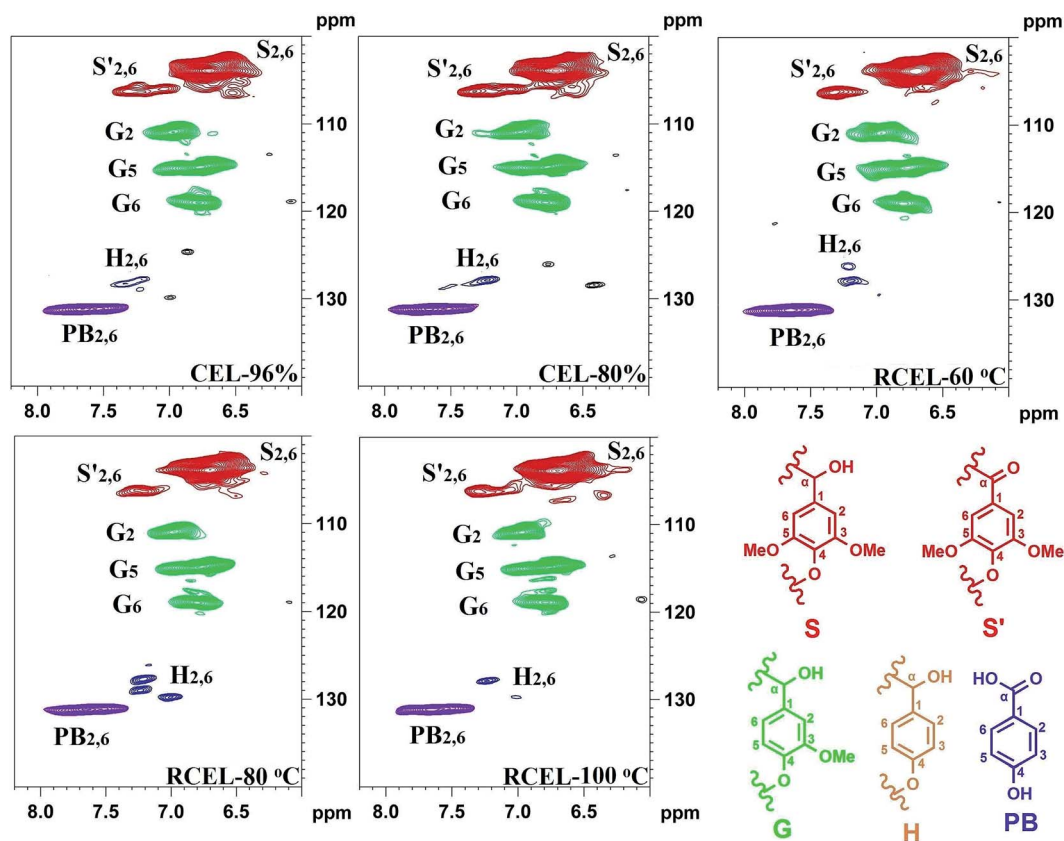 ppm
S2,6
S'2,6
G2
G5
G6
H2,6
PB2,6
CEL-96%
110
120
130
8.0 7.5 7.0 6.5 ppm
ppm
S2,6
S'2,6
G2
G5
G6
H2,6
PB2,6
CEL-80%
110
120
130
8.0 7.5 7.0 6.5 ppm
ppm
S2,6
S'2,6
G2
G5
G6
H2,6
PB2,6
RCEL-60 ºC
110
120
130
8.0 7.5 7.0 6.5 ppm
S2,6
S'2,6
G2
G5
G6
H2,6
PB2,6
RCEL-80 ºC
110
120
130
8.0 7.5 7.0 6.5 ppm
S2,6
S'2,6
G2
G5
G6
H2,6
PB2,6
RCEL-100 ºC
110
120
130
8.0 7.5 7.0 6.5 ppm
OH
α
1
6 2
5 3
MeO 4 OMe
O
S
O
α
1
6 2
5 3
MeO 4 OMe
O
S'
OH
α
1
6 2
5 3
4 OMe
O
G
OH
α
1
6 2
5 3
4
O
H
HO O
α
1
6 2
5 3
4
OH
PB